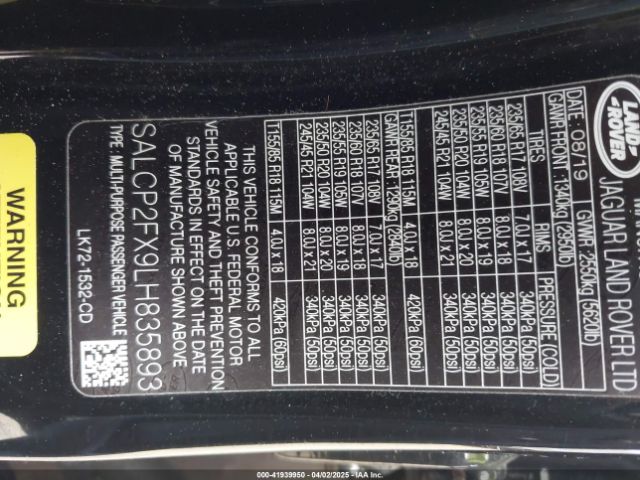 LAND-
-ROVER
JAGUAR LAND ROVER LTD
DATE: 08/19 GVWR: 2550kg (5620lb)
GAWR FRONT: 1340kg (2950lb)
TIRES RIMS PRESSURE (COLD)
235/65 R17 108V 7.0J x 17 340kPa (50psi)
235/60 R18 107V 8.0J x 18 340kPa (50psi)
235/55 R19 105W 8.0J x 19 340kPa (50psi)
235/50 R20 104W 8.0J x 20 340kPa (50psi)
245/45 R21 104W 8.0J x 21 340kPa (50psi)
T155/85 R18 115M 4.0J x 18 420kPa (60psi)
GAWR REAR: 1290kg (2840lb)
235/65 R17 108V 7.0J x 17 340kPa (50psi)
235/60 R18 107V 8.0J x 18 340kPa (50psi)
235/55 R19 105W 8.0J x 19 340kPa (50psi)
235/50 R20 104W 8.0J x 20 340kPa (50psi)
245/45 R21 104W 8.0J x 21 340kPa (50psi)
T155/85 R18 115M 4.0J x 18 420kPa (60psi)
THIS VEHICLE CONFORMS TO ALL
APPLICABLE U.S. FEDERAL MOTOR
VEHICLE SAFETY AND THEFT PREVENTION
STANDARDS IN EFFECT ON THE DATE
OF MANUFACTURE SHOWN ABOVE
SALCP2FX9LH835893
TYPE: MULTI-PURPOSE PASSENGER VEHICLE
LK72-1532-CD
WARNING
000-41939950 - 04/02/2025 - IAA Inc.